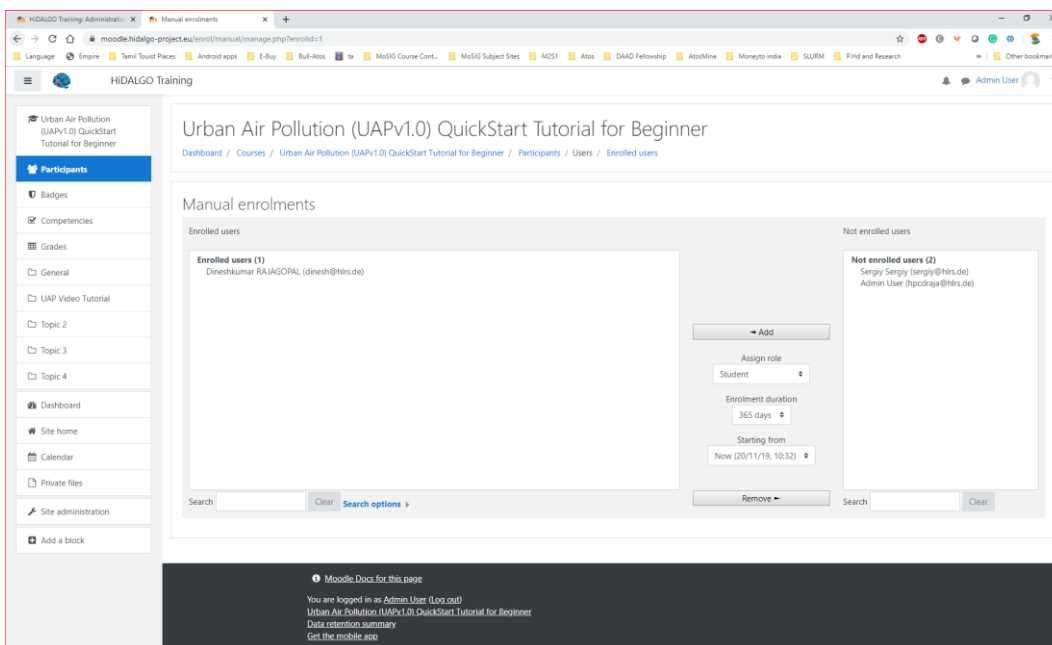 HiDALGO Training: Administratio
Manual enrolments
moodle.hidalgo-project.eu/enrol/manual/manage.php?enrolid=1
Language Empire Tamil Touist Places Android apps E-Buy Bull-Atos ta MoSIG Course Cont... MoSIG Subject Sites M2S1 Atos DAAD Fellowship AtosMine Moneyto india SLURM P.Hd and Research » Other bookmar
HiDALGO Training
Admin User
Urban Air Pollution
(UAPv1.0) QuickStart
Tutorial for Beginner
Participants
Badges
Competencies
Grades
General
UAP Video Tutorial
Topic 2
Topic 3
Topic 4
Dashboard
Site home
Calendar
Private files
Site administration
Add a block
Urban Air Pollution (UAPv1.0) QuickStart Tutorial for Beginner
Dashboard / Courses / Urban Air Pollution (UAPv1.0) QuickStart Tutorial for Beginner / Participants / Users / Enrolled users
Manual enrolments
Enrolled users
Enrolled users (1)
Dineshkumar RAJAGOPAL (dinesh@hlrs.de)
Search
Clear
Search options
Add
Assign role
Student
Enrolment duration
365 days
Starting from
Now (20/11/19, 10:32)
Remove
Not enrolled users
Not enrolled users (2)
Sergiy Sergiy (sergiy@hlrs.de)
Admin User (hpcdraja@hlrs.de)
Search
Clear
Moodle Docs for this page
You are logged in as Admin User (Log out)
Urban Air Pollution (UAPv1.0) QuickStart Tutorial for Beginner
Data retention summary
Get the mobile app